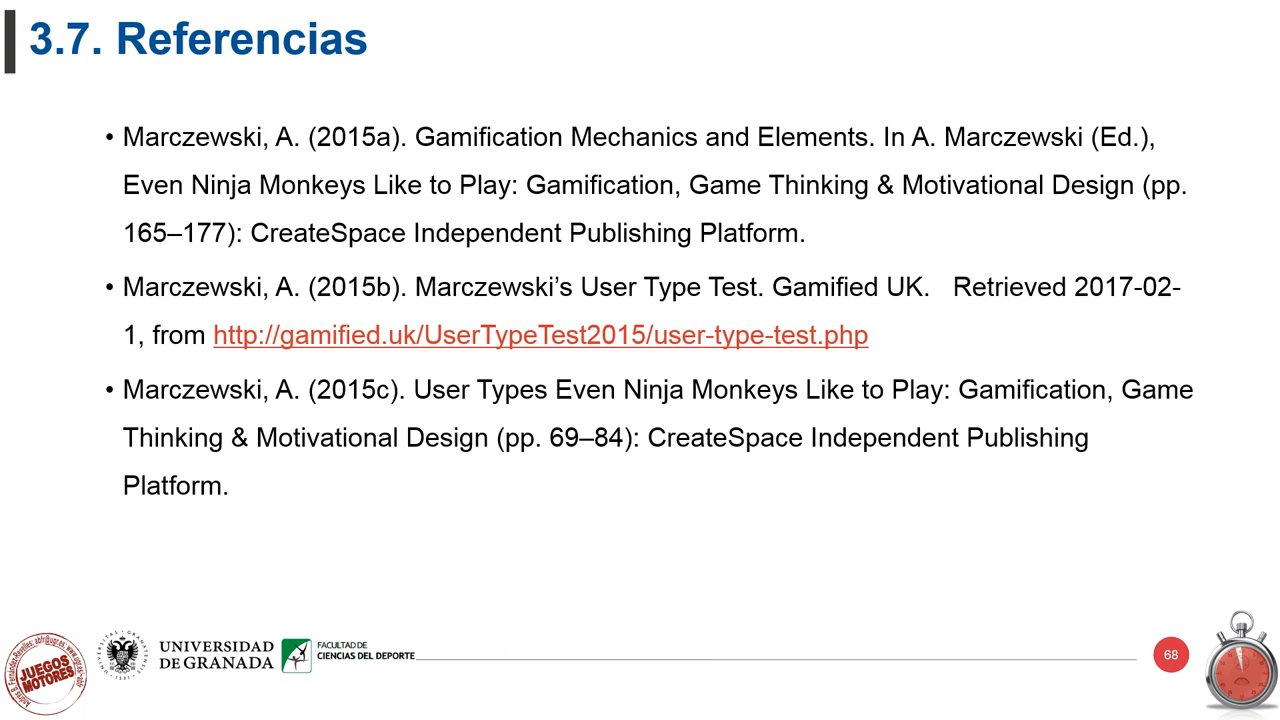 3.7. Referencias
• Marczewski, A. (2015a). Gamification Mechanics and Elements. In A. Marczewski (Ed.),
Even Ninja Monkeys Like to Play: Gamification, Game Thinking & Motivational Design (pp.
165–177): CreateSpace Independent Publishing Platform.
• Marczewski, A. (2015b). Marczewski’s User Type Test. Gamified UK.   Retrieved 2017-02-
1, from http://gamified.uk/UserTypeTest2015/user-type-test.php
• Marczewski, A. (2015c). User Types Even Ninja Monkeys Like to Play: Gamification, Game
Thinking & Motivational Design (pp. 69–84): CreateSpace Independent Publishing
Platform.
JUEGOS
MOTORES
UNIVERSIDAD
DE GRANADA
FACULTAD DE
CIENCIAS DEL DEPORTE
68